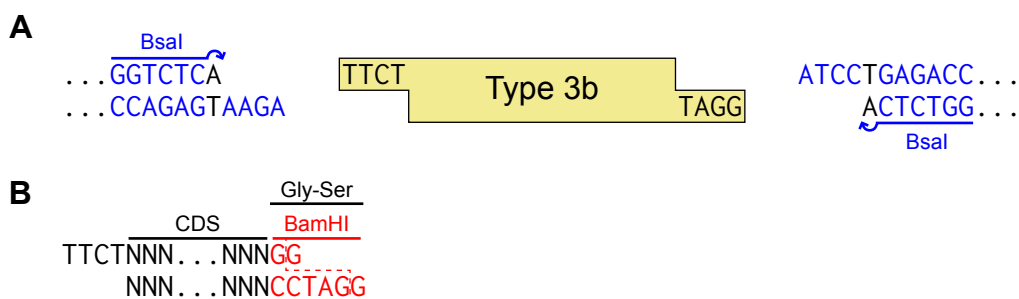 A
BsaI
...GGTCTCA TTCT Type 3b ATCCTGAGACC...
...CCAGAGTAAGA TAGG ACTCTGG...
BsaI
B
Gly-Ser
CDS BamHI
TTCTNNN...NNNGG
NNN...NNNCCTAGG